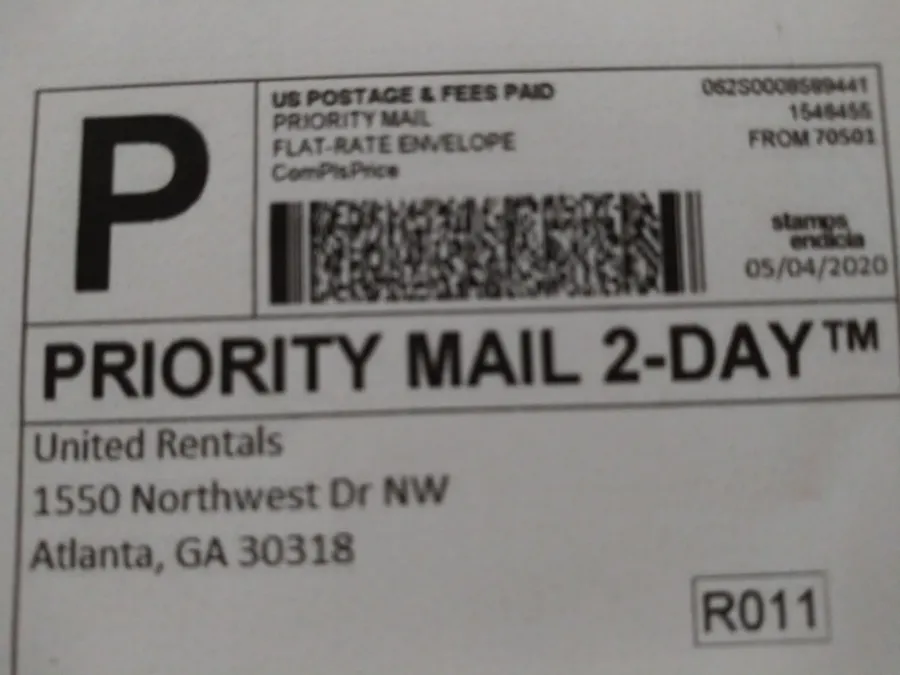 P
US POSTAGE & FEES PAID
PRIORITY MAIL
FLAT-RATE ENVELOPE
ComPlsPrice
062S0008589441
1546455
FROM 70501
stamps
endicia
05/04/2020
PRIORITY MAIL 2-DAY™
United Rentals
1550 Northwest Dr NW
Atlanta, GA 30318
R011